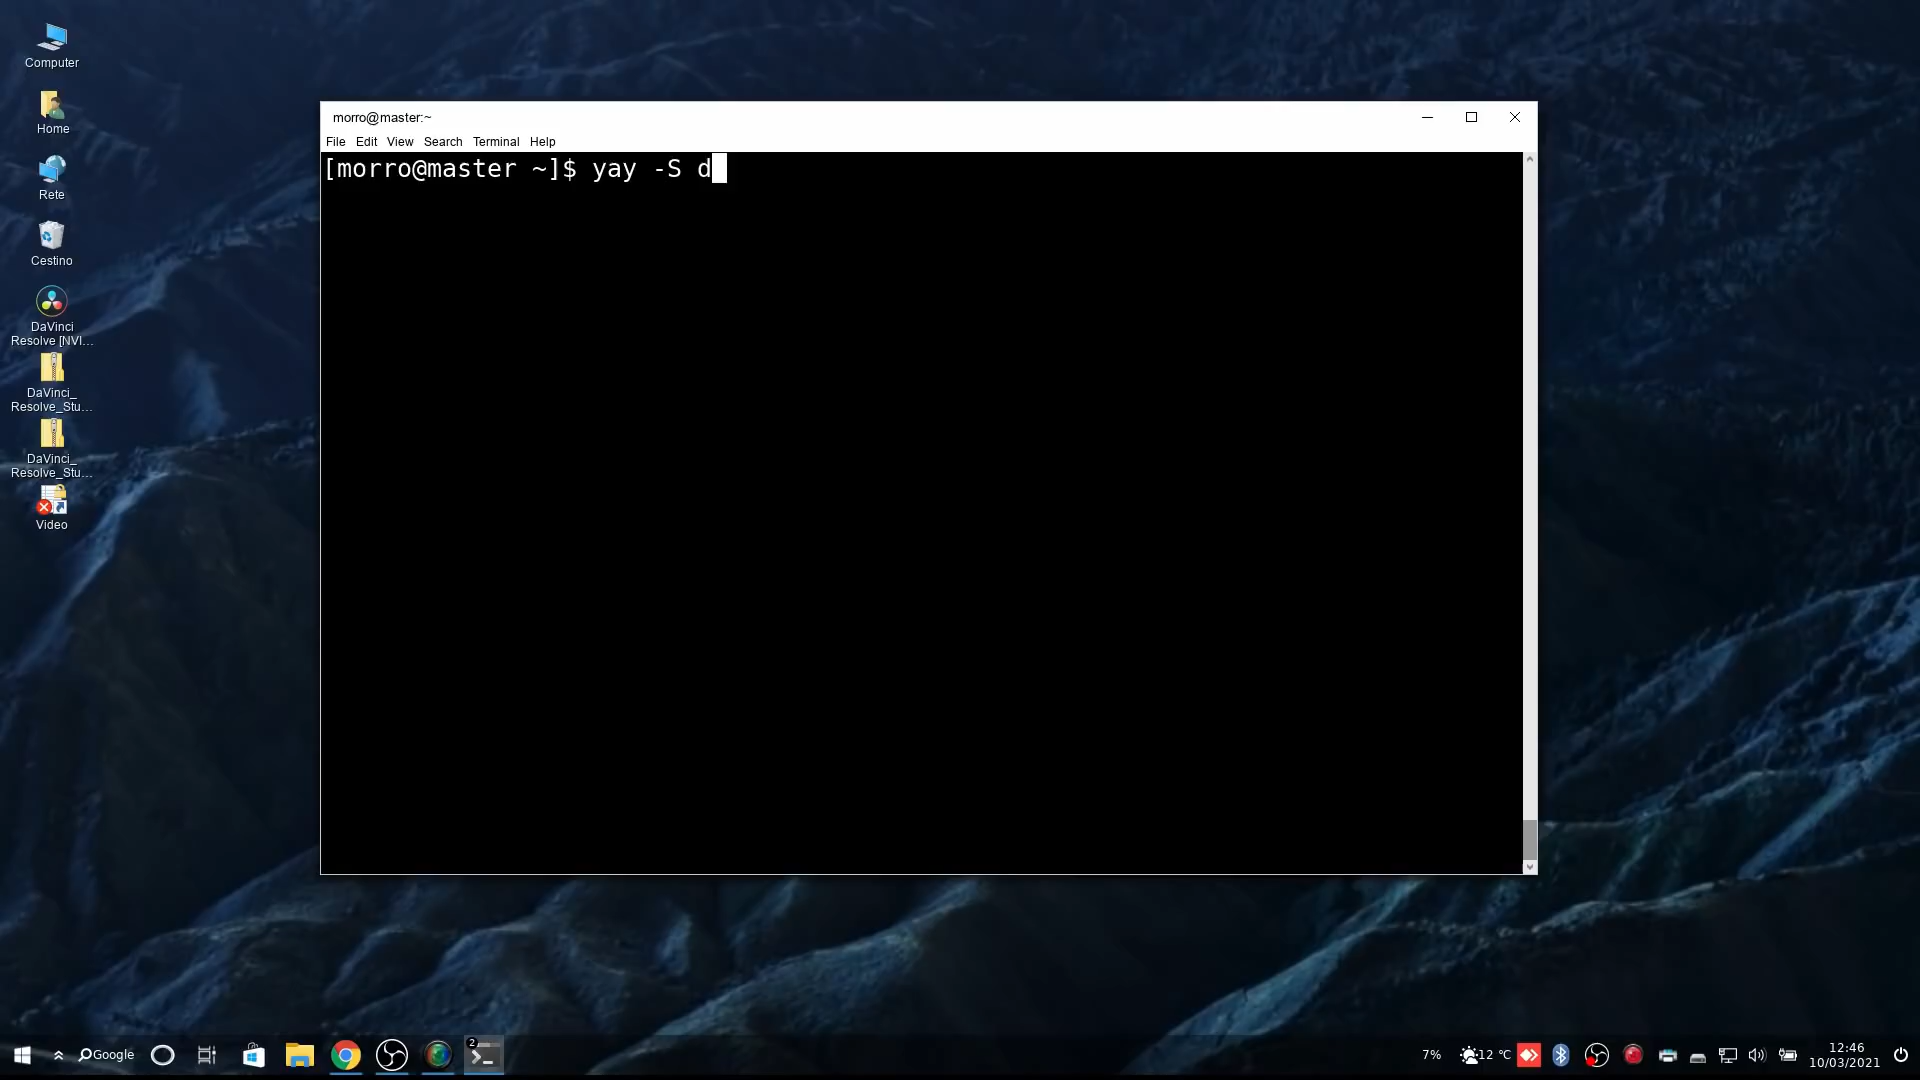 Computer
Home
Rete
Cestino
DaVinci
Resolve [NVI...
DaVinci_
Resolve_Stu...
DaVinci_
Resolve_Stu...
Video
morro@master:~
File Edit View Search Terminal Help
[morro@master ~]$ yay -S d
Google
2
7%
12 °C
12:46
10/03/2021